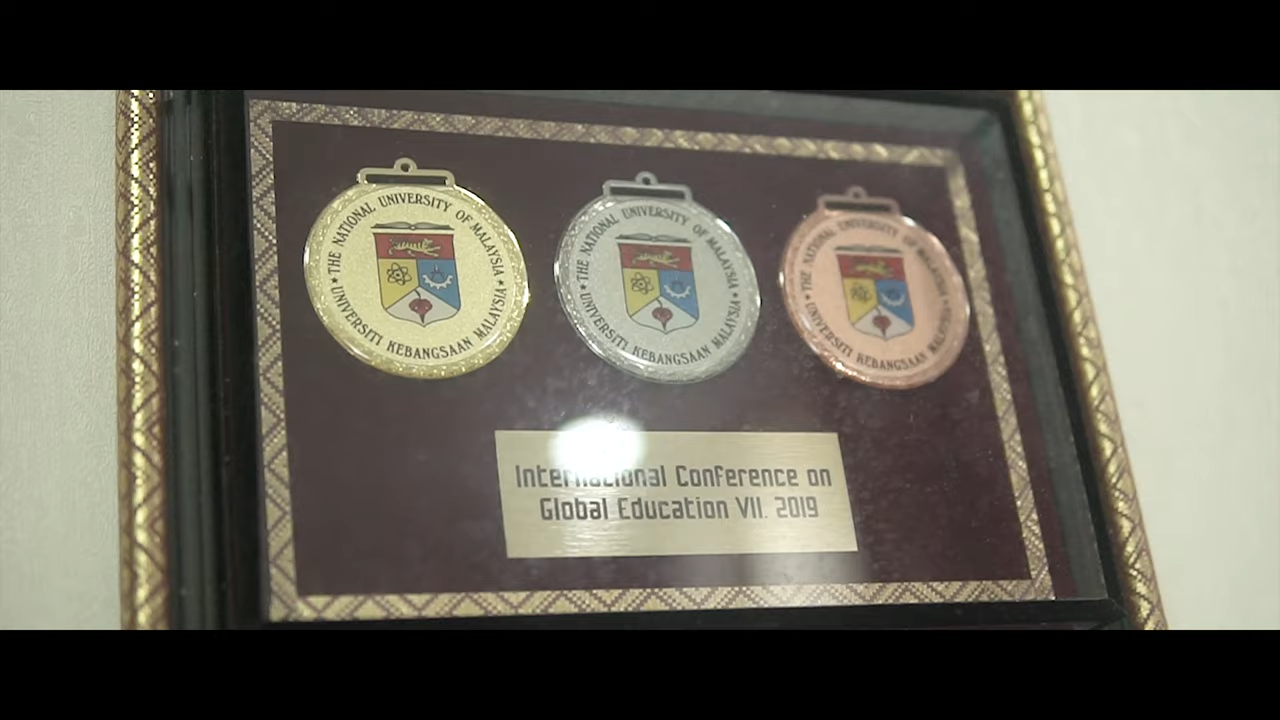 THE NATIONAL UNIVERSITY OF MALAYSIA
UNIVERSITI KEBANGSAAN MALAYSIA
THE NATIONAL UNIVERSITY OF MALAYSIA
UNIVERSITI KEBANGSAAN MALAYSIA
THE NATIONAL UNIVERSITY OF MALAYSIA
UNIVERSITI KEBANGSAAN MALAYSIA
International Conference on
Global Education VII. 2019